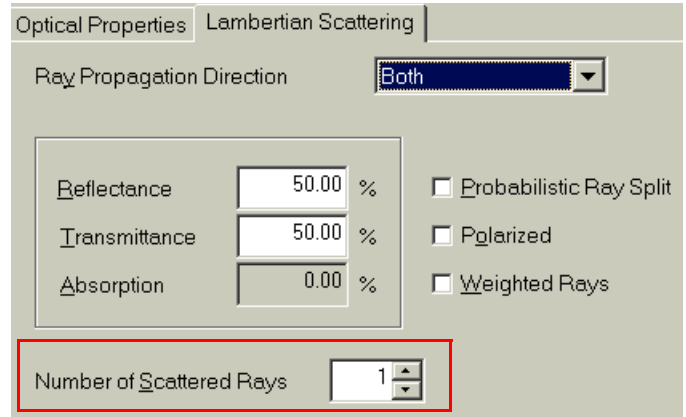 Optical Properties Lambertian Scattering
Ray Propagation Direction Both
Reflectance 50.00 % Probabilistic Ray Split
Transmittance 50.00 % Polarized
Absorption 0.00 % Weighted Rays
Number of Scattered Rays 1